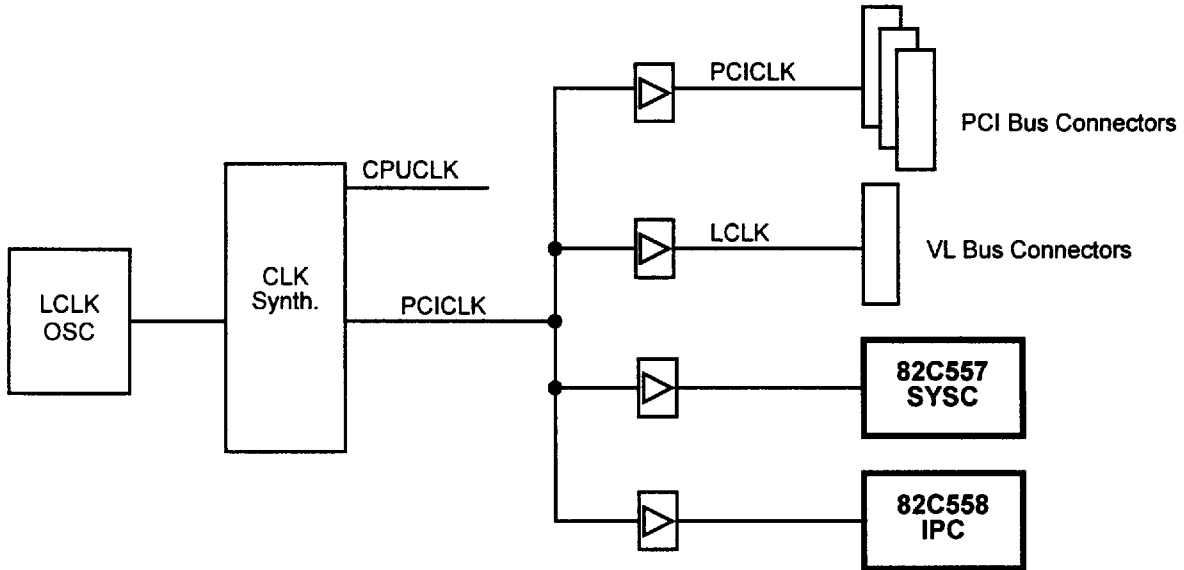 PCICLK
PCI Bus Connectors
CPUCLK
LCLK
VL Bus Connectors
CLK
Synth.
LCLK
OSC
PCICLK
82C557
SYSC
82C558
IPC